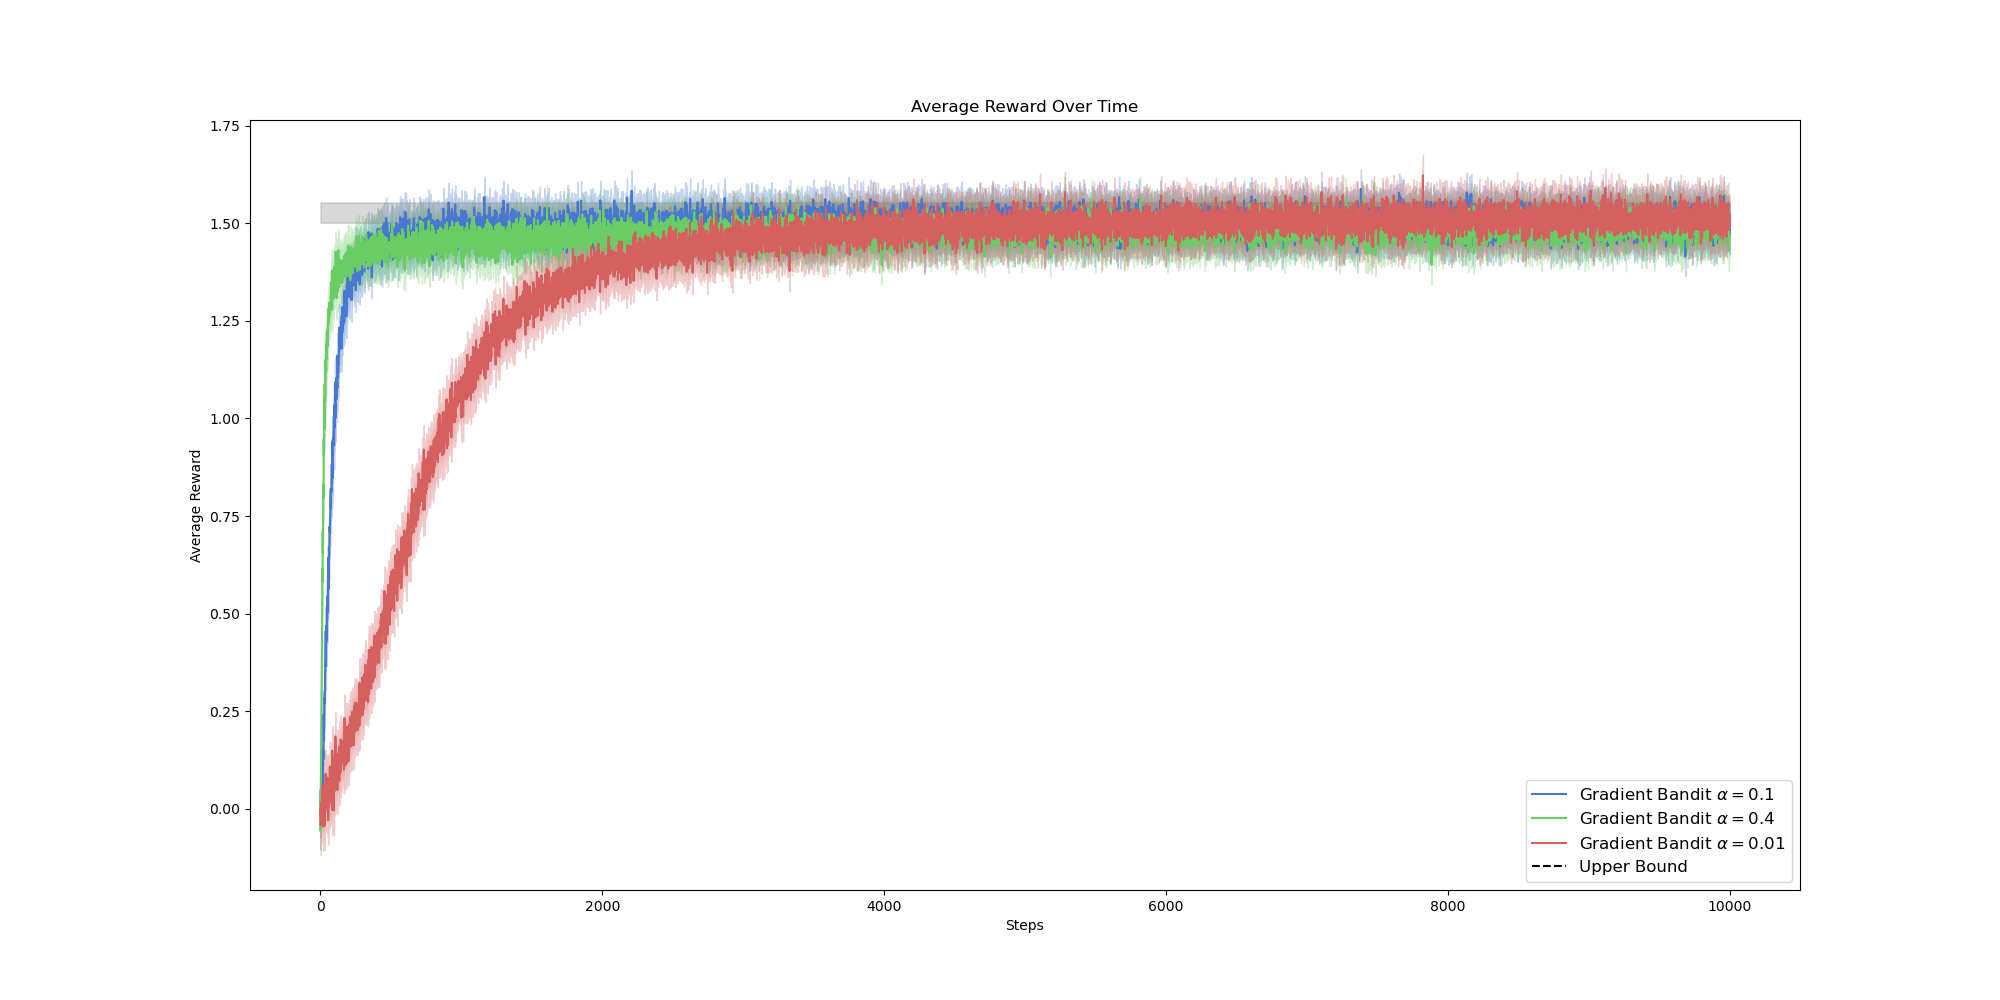 Average Reward Over Time
1.75
1.50
1.25
1.00
0.75
0.50
0.25
0.00
Average Reward
0 2000 4000 6000 8000 10000
Steps
Gradient Bandit α = 0.1
Gradient Bandit α = 0.4
Gradient Bandit α = 0.01
Upper Bound